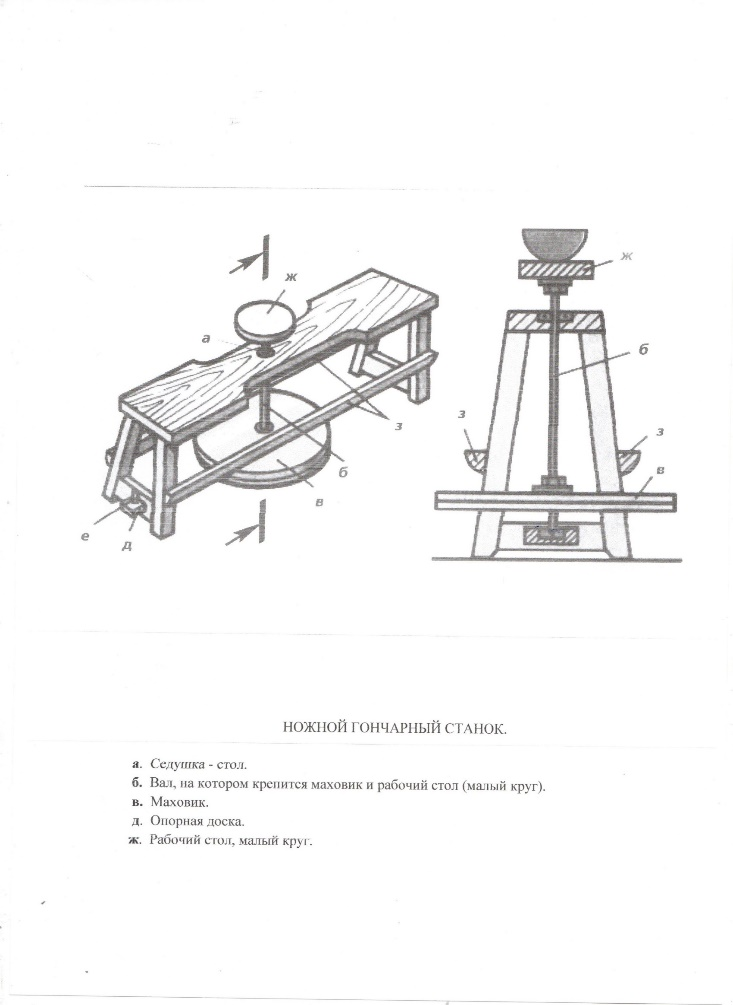 ж
ж
а
б
з
з
з
б
в
в
е
д
НОЖНОЙ ГОНЧАРНЫЙ СТАНОК.
а. Седушка - стол.
б. Вал, на котором крепится маховик и рабочий стол (малый круг).
в. Маховик.
д. Опорная доска.
ж. Рабочий стол, малый круг.